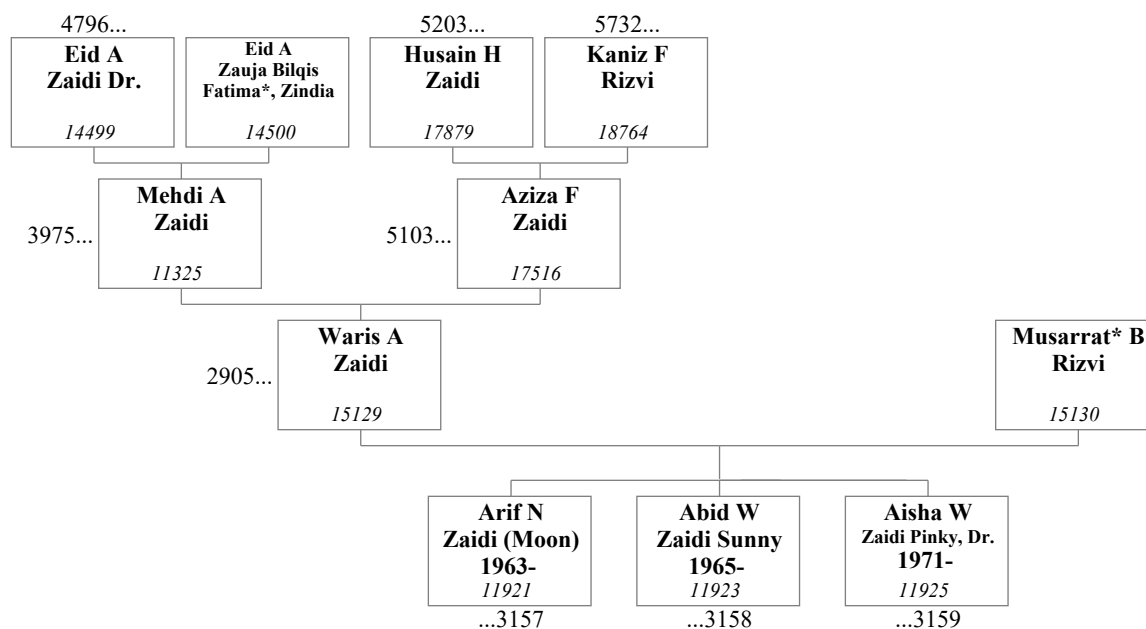 4796...
Eid A
Zaidi Dr.
14499
Eid A
Zauja Bilqis
Fatima*, Zindia
14500
5203...
Husain H
Zaidi
17879
5732...
Kaniz F
Rizvi
18764
3975...
Mehdi A
Zaidi
11325
5103...
Aziza F
Zaidi
17516
2905...
Waris A
Zaidi
15129
Musarrat* B
Rizvi
15130
Arif N
Zaidi (Moon)
1963-
11921
...3157
Abid W
Zaidi Sunny
1965-
11923
...3158
Aisha W
Zaidi Pinky, Dr.
1971-
11925
...3159